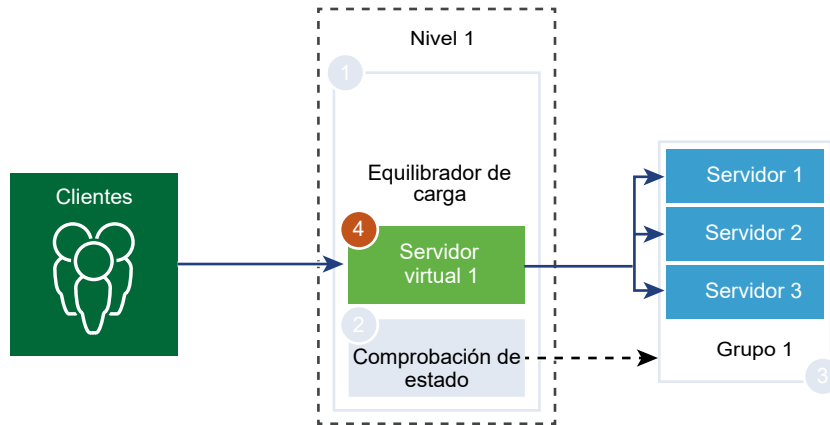 Nivel 1
1
Equilibrador de
carga
Clientes
4
Servidor
virtual 1
2
Comprobación de
estado
Servidor 1
Servidor 2
Servidor 3
Grupo 1
3